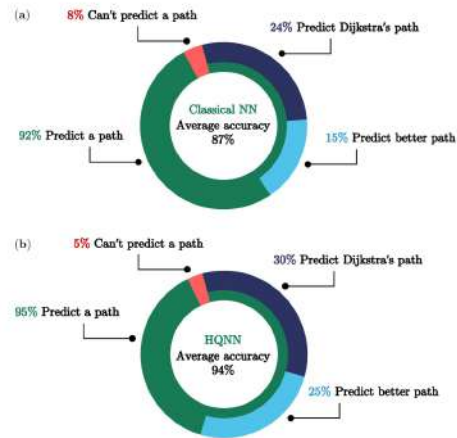 (a)
8% Can't predict a path
24% Predict Dijkstra's path
Classical NN
Average accuracy
87%
92% Predict a path
15% Predict better path
(b)
5% Can't predict a path
30% Predict Dijkstra's path
95% Predict a path
HQNN
Average accuracy
94%
25% Predict better path